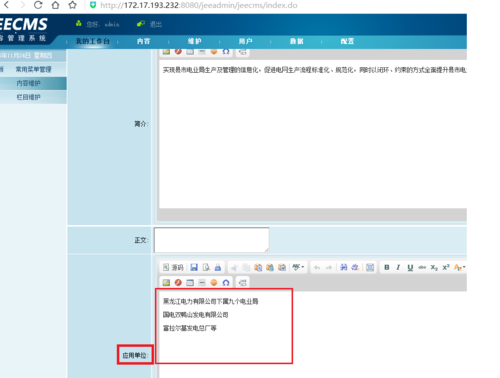 http://172.17.193.232:8080/jeeadmin/jeecms/index.do
EECMS
容管理系统
您好, admin 退出
我的工作台 内容 维护 用户 数据 配置
常用菜单管理
内容维护
栏目维护
简介:
实现县市电业局生产及管理的信息化，促进电网生产流程标准化、规范化，同时以闭环、约束的方式全面提升县市电
正文:
源码
B I U abc X₂ X² A
应用单位:
黑龙江电力有限公司下属九个电业局
国电双鸭山发电有限公司
富拉尔基发电总厂等